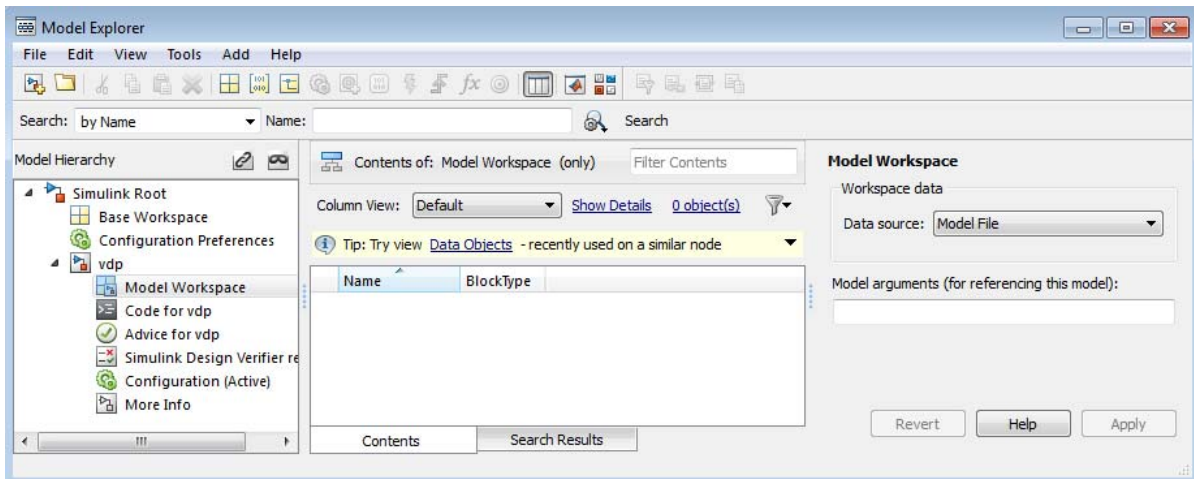 Model Explorer
File Edit View Tools Add Help
Search: by Name Name: Search
Model Hierarchy
Simulink Root
Base Workspace
Configuration Preferences
vdp
Model Workspace
Code for vdp
Advice for vdp
Simulink Design Verifier re
Configuration (Active)
More Info
Contents of: Model Workspace (only) Filter Contents
Column View: Default Show Details 0 object(s)
Tip: Try view Data Objects - recently used on a similar node
Name BlockType
Contents Search Results
Model Workspace
Workspace data
Data source: Model File
Model arguments (for referencing this model):
Revert Help Apply